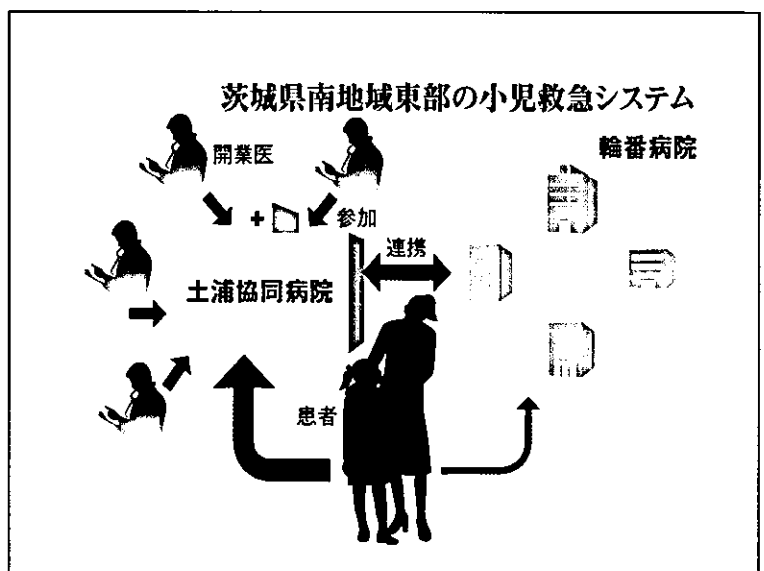 茨城県南地域東部の小児救急システム
輪番病院
開業医
+
参加
連携
土浦協同病院
患者